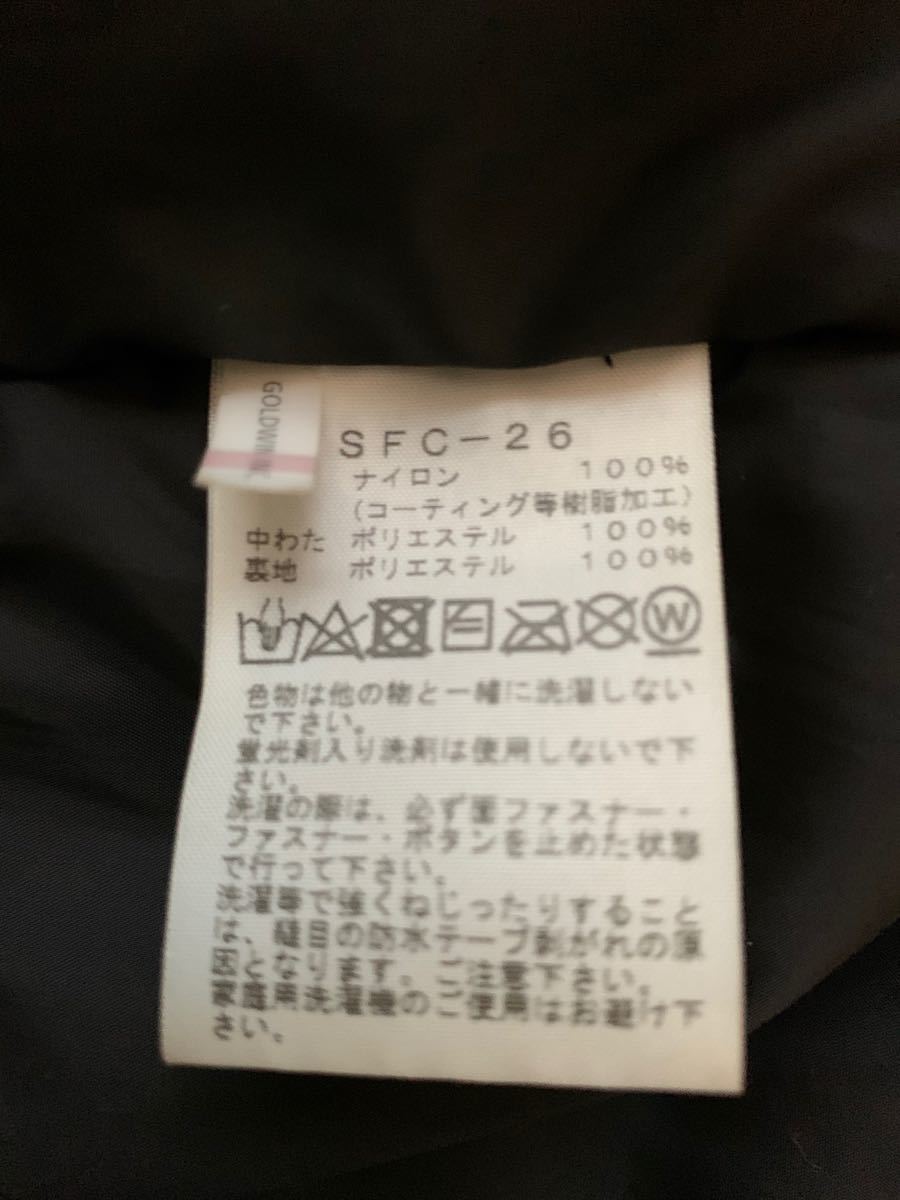 GOLDWIN INC
SFC-26
ナイロン 100%
(コーティング等樹脂加工)
中わた ポリエステル 100%
裏地 ポリエステル 100%
W
色物は他の物と一緒に洗濯しない
で下さい。
蛍光剤入り洗剤は使用しないで下
さい。
洗濯の際は、必ず面ファスナー・
ファスナー・ボタンを止めた状態
で行って下さい。
洗濯等で強くねじったりすること
は、縫目の防水テープ剥がれの原
因となります。ご注意下さい。
乾燥用洗濯機のご使用はお避け下
さい。